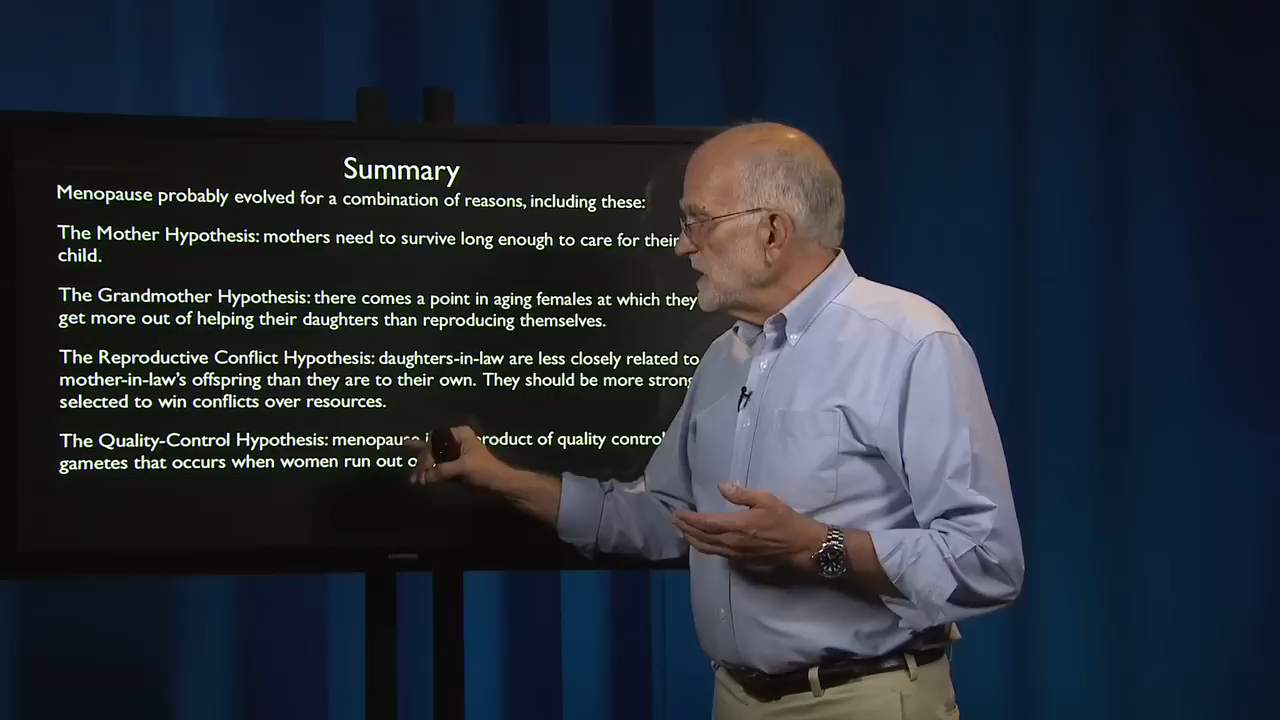 Summary
Menopause probably evolved for a combination of reasons, including these:
The Mother Hypothesis: mothers need to survive long enough to care for their
child.
The Grandmother Hypothesis: there comes a point in aging females at which they
get more out of helping their daughters than reproducing themselves.
The Reproductive Conflict Hypothesis: daughters-in-law are less closely related to
mother-in-law's offspring than they are to their own. They should be more strong
selected to win conflicts over resources.
The Quality-Control Hypothesis: menopause product of quality control
gametes that occurs when women run out